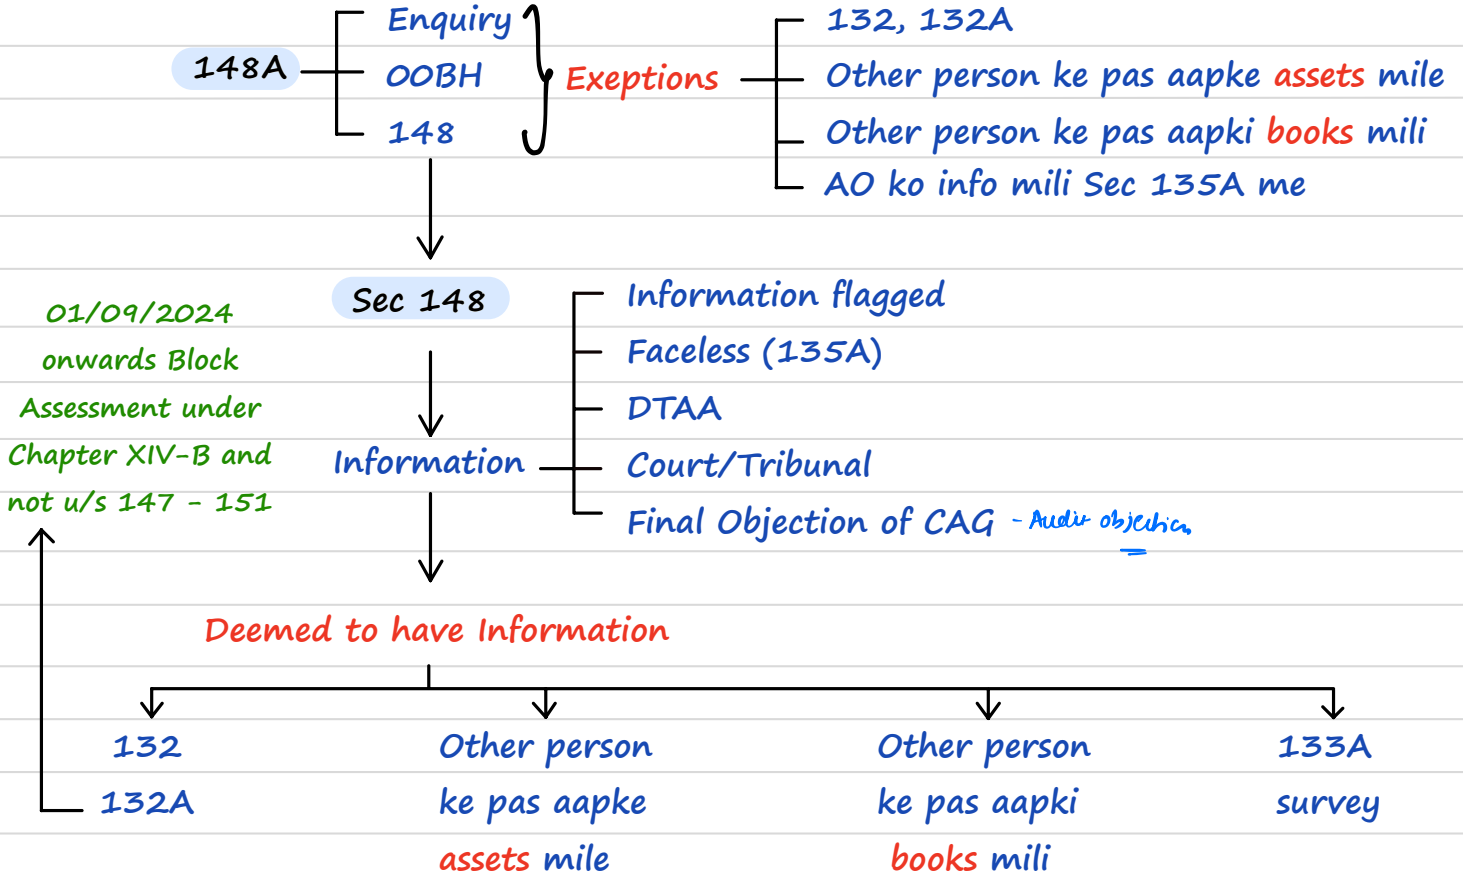 148A
Enquiry
OOBH
148
Exeptions
132, 132A
Other person ke pas aapke assets mile
Other person ke pas aapki books mili
AO ko info mili Sec 135A me
Sec 148
Information flagged
Faceless (135A)
DTAA
Court/Tribunal
Final Objection of CAG - Audit objection
Information
01/09/2024
onwards Block
Assessment under
Chapter XIV-B and
not u/s 147 - 151
Deemed to have Information
132
132A
Other person
ke pas aapke
assets mile
Other person
ke pas aapki
books mili
133A
survey